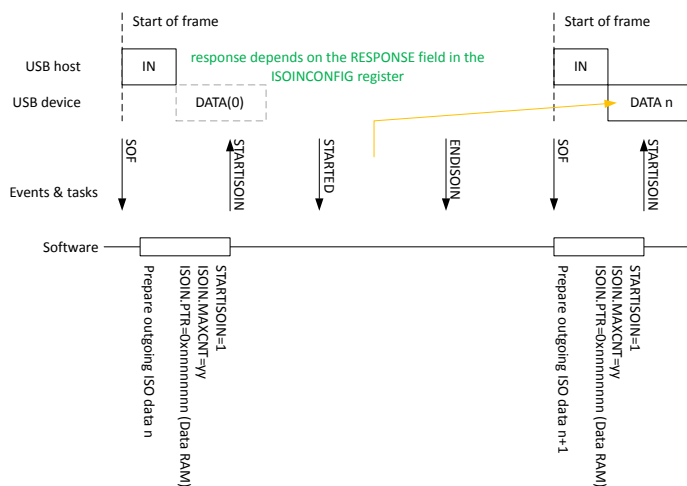 Start of frame
Start of frame
USB host
IN
response depends on the RESPONSE field in the
ISOINCONFIG register
IN
USB device
DATA(0)
DATA n
Events & tasks
SOF
STARTISOIN
STARTED
ENDISOIN
SOF
STARTISOIN
Software
Prepare outgoing ISO data n
ISOIN.PTR=0xnnnnnnnn (Data RAM)
ISOIN.MAXCNT=yy
STARTISOIN=1
Prepare outgoing ISO data n+1
ISOIN.PTR=0xnnnnnnnn (Data RAM)
ISOIN.MAXCNT=yy
STARTISOIN=1